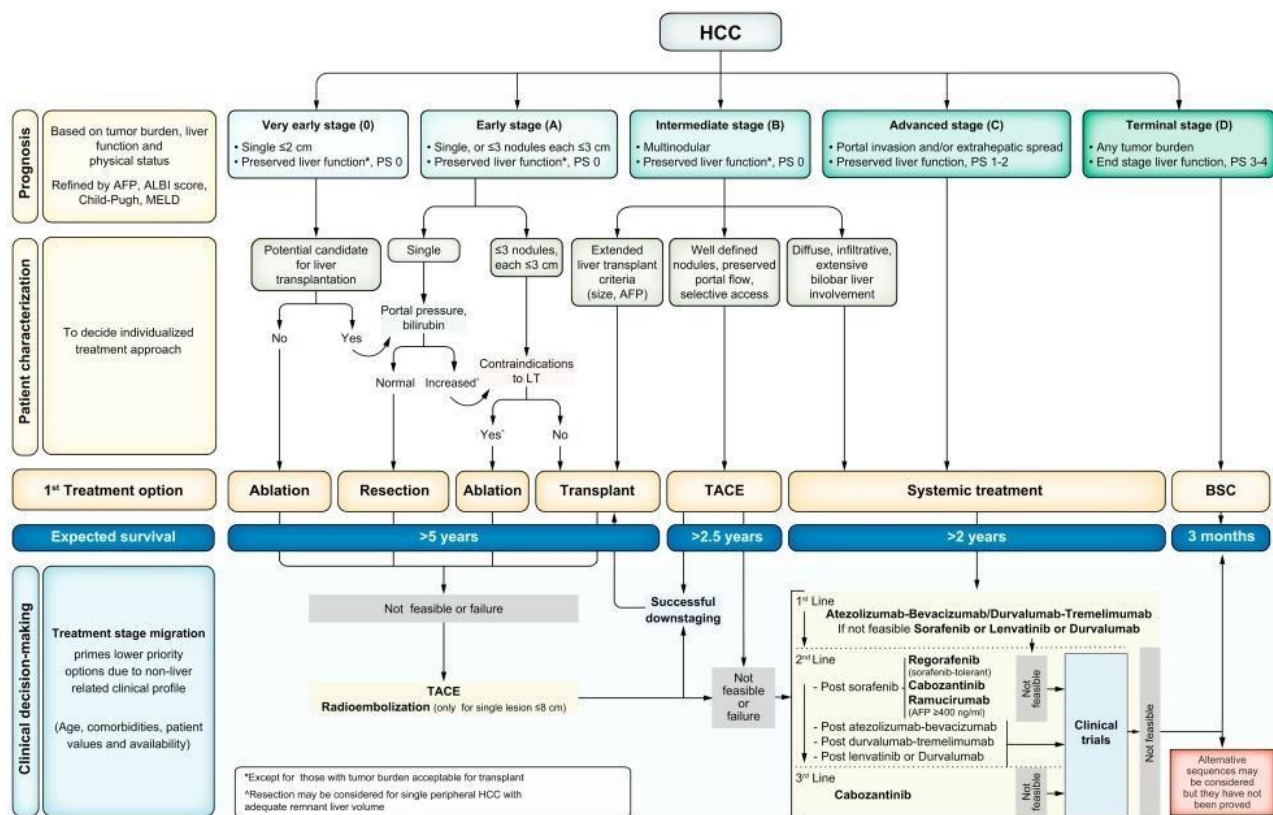 HCC
Prognosis
Based on tumor burden, liver
function and
physical status
Refined by AFP, ALBI score,
Child-Pugh, MELD
Very early stage (0)
• Single ≤2 cm
• Preserved liver function*, PS 0
Early stage (A)
• Single, or ≤3 nodules each ≤3 cm
• Preserved liver function*, PS 0
Intermediate stage (B)
• Multinodular
• Preserved liver function*, PS 0
Advanced stage (C)
• Portal invasion and/or extrahepatic spread
• Preserved liver function, PS 1-2
Terminal stage (D)
• Any tumor burden
• End stage liver function, PS 3-4
Patient characterization
To decide individualized
treatment approach
Potential candidate
for liver
transplantation
Single
≤3 nodules,
each ≤3 cm
Extended
liver transplant
criteria
(size, AFP)
Well defined
nodules, preserved
portal flow,
selective access
Diffuse, infiltrative,
extensive
bilobar liver
involvement
No
Yes
Portal pressure,
bilirubin
Normal
Increased^
Contraindications
to LT
Yes^
No
1st Treatment option
Ablation
Resection
Ablation
Transplant
TACE
Systemic treatment
BSC
Expected survival
>5 years
>2.5 years
>2 years
3 months
Clinical decision-making
Treatment stage migration
primes lower priority
options due to non-liver
related clinical profile
(Age, comorbidities, patient
values and availability)
Not feasible or failure
Successful
downstaging
TACE
Radioembolization (only for single lesion ≤8 cm)
Not
feasible
or
failure
1st Line
Atezolizumab-Bevacizumab/Durvalumab-Tremelimumab
If not feasible Sorafenib or Lenvatinib or Durvalumab
2nd Line
- Post sorafenib
Regorafenib
(sorafenib-tolerant)
Cabozantinib
Ramucirumab
(AFP ≥400 ng/ml)
Not
feasible
- Post atezolizumab-bevacizumab
- Post durvalumab-tremelimumab
- Post lenvatinib or Durvalumab
Clinical
trials
Not feasible
3rd Line
Cabozantinib
Not
feasible
Alternative
sequences may
be considered
but they have not
been proved
*Except for those with tumor burden acceptable for transplant
^Resection may be considered for single peripheral HCC with
adequate remnant liver volume